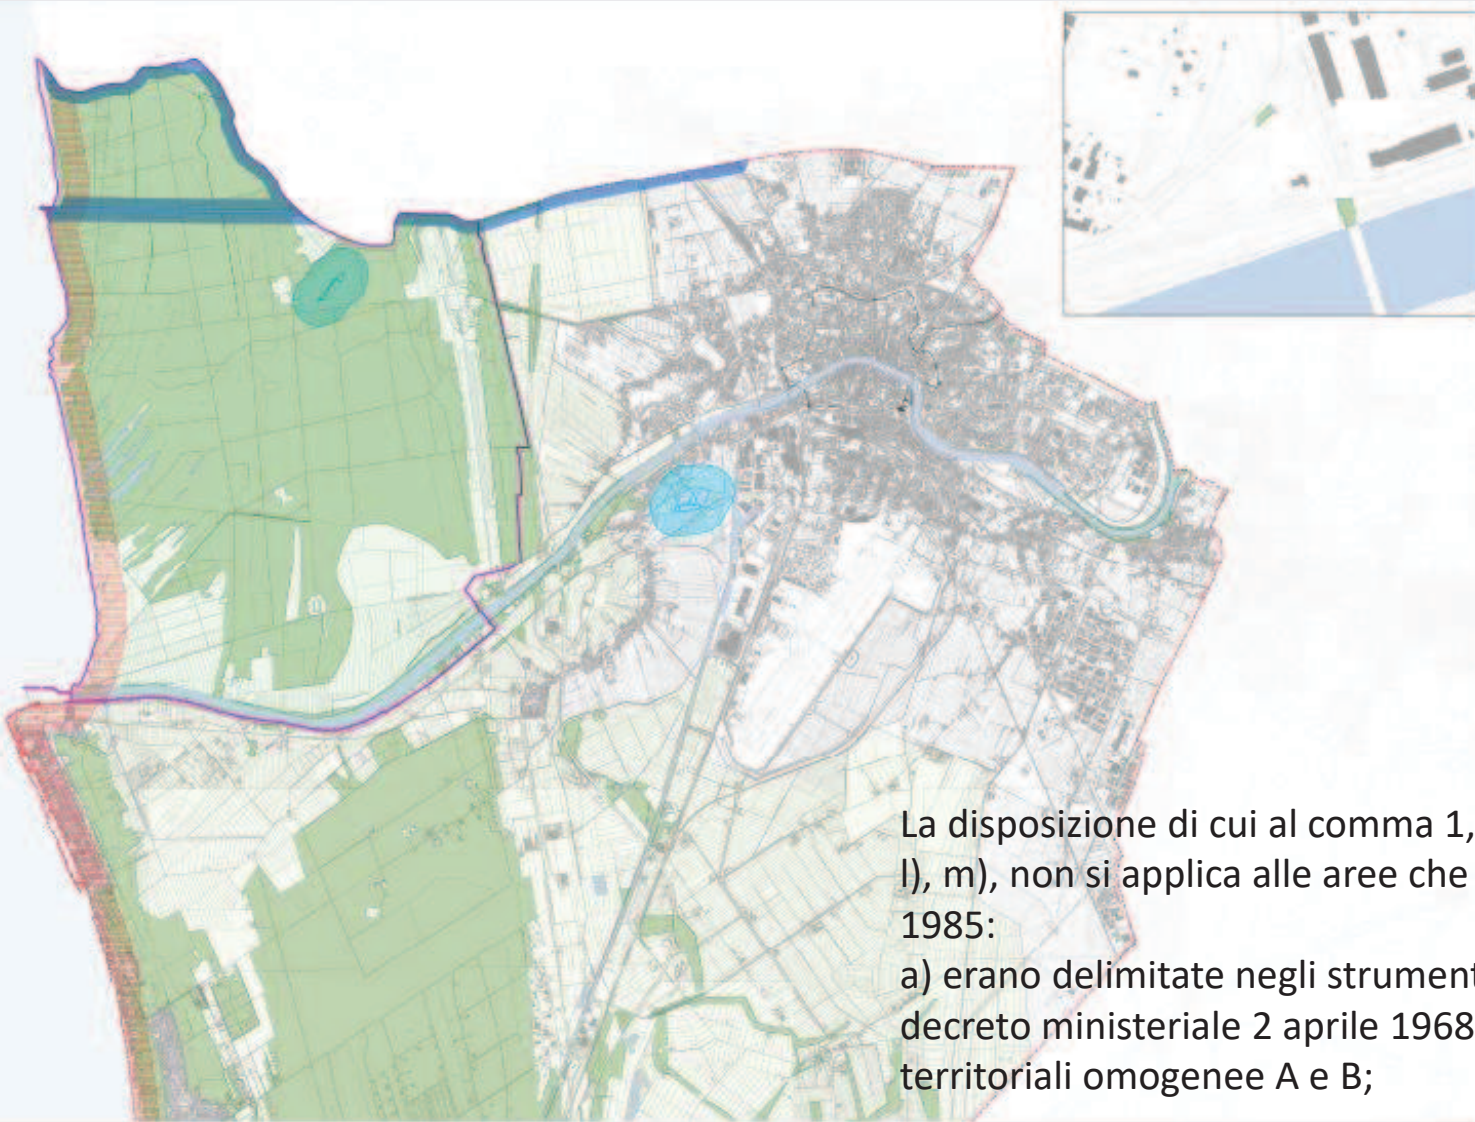 La disposizione di cui al comma 1,
l), m), non si applica alle aree che
1985:
a) erano delimitate negli strument
decreto ministeriale 2 aprile 1968
territoriali omogenee A e B;